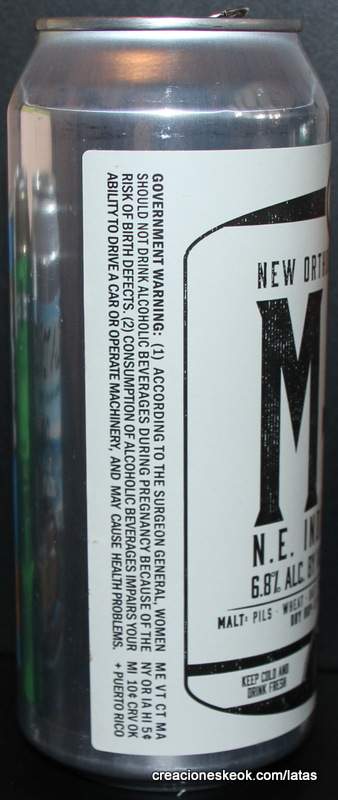 GOVERNMENT WARNING: (1) ACCORDING TO THE SURGEON GENERAL, WOMEN
SHOULD NOT DRINK ALCOHOLIC BEVERAGES DURING PREGNANCY BECAUSE OF THE
RISK OF BIRTH DEFECTS. (2) CONSUMPTION OF ALCOHOLIC BEVERAGES IMPAIRS YOUR
ABILITY TO DRIVE A CAR OR OPERATE MACHINERY, AND MAY CAUSE HEALTH PROBLEMS.
ME VT CT MA
NY OR IA HI 5¢
MI 10¢ CRV OK
+ PUERTO RICO
NEW ORTH
M
N.E. IN
6.8% ALC. B
MALT: PILS · WHEAT ·
DRY HOP
KEEP COLD AND
DRINK FRESH
creacioneskeok.com/latas